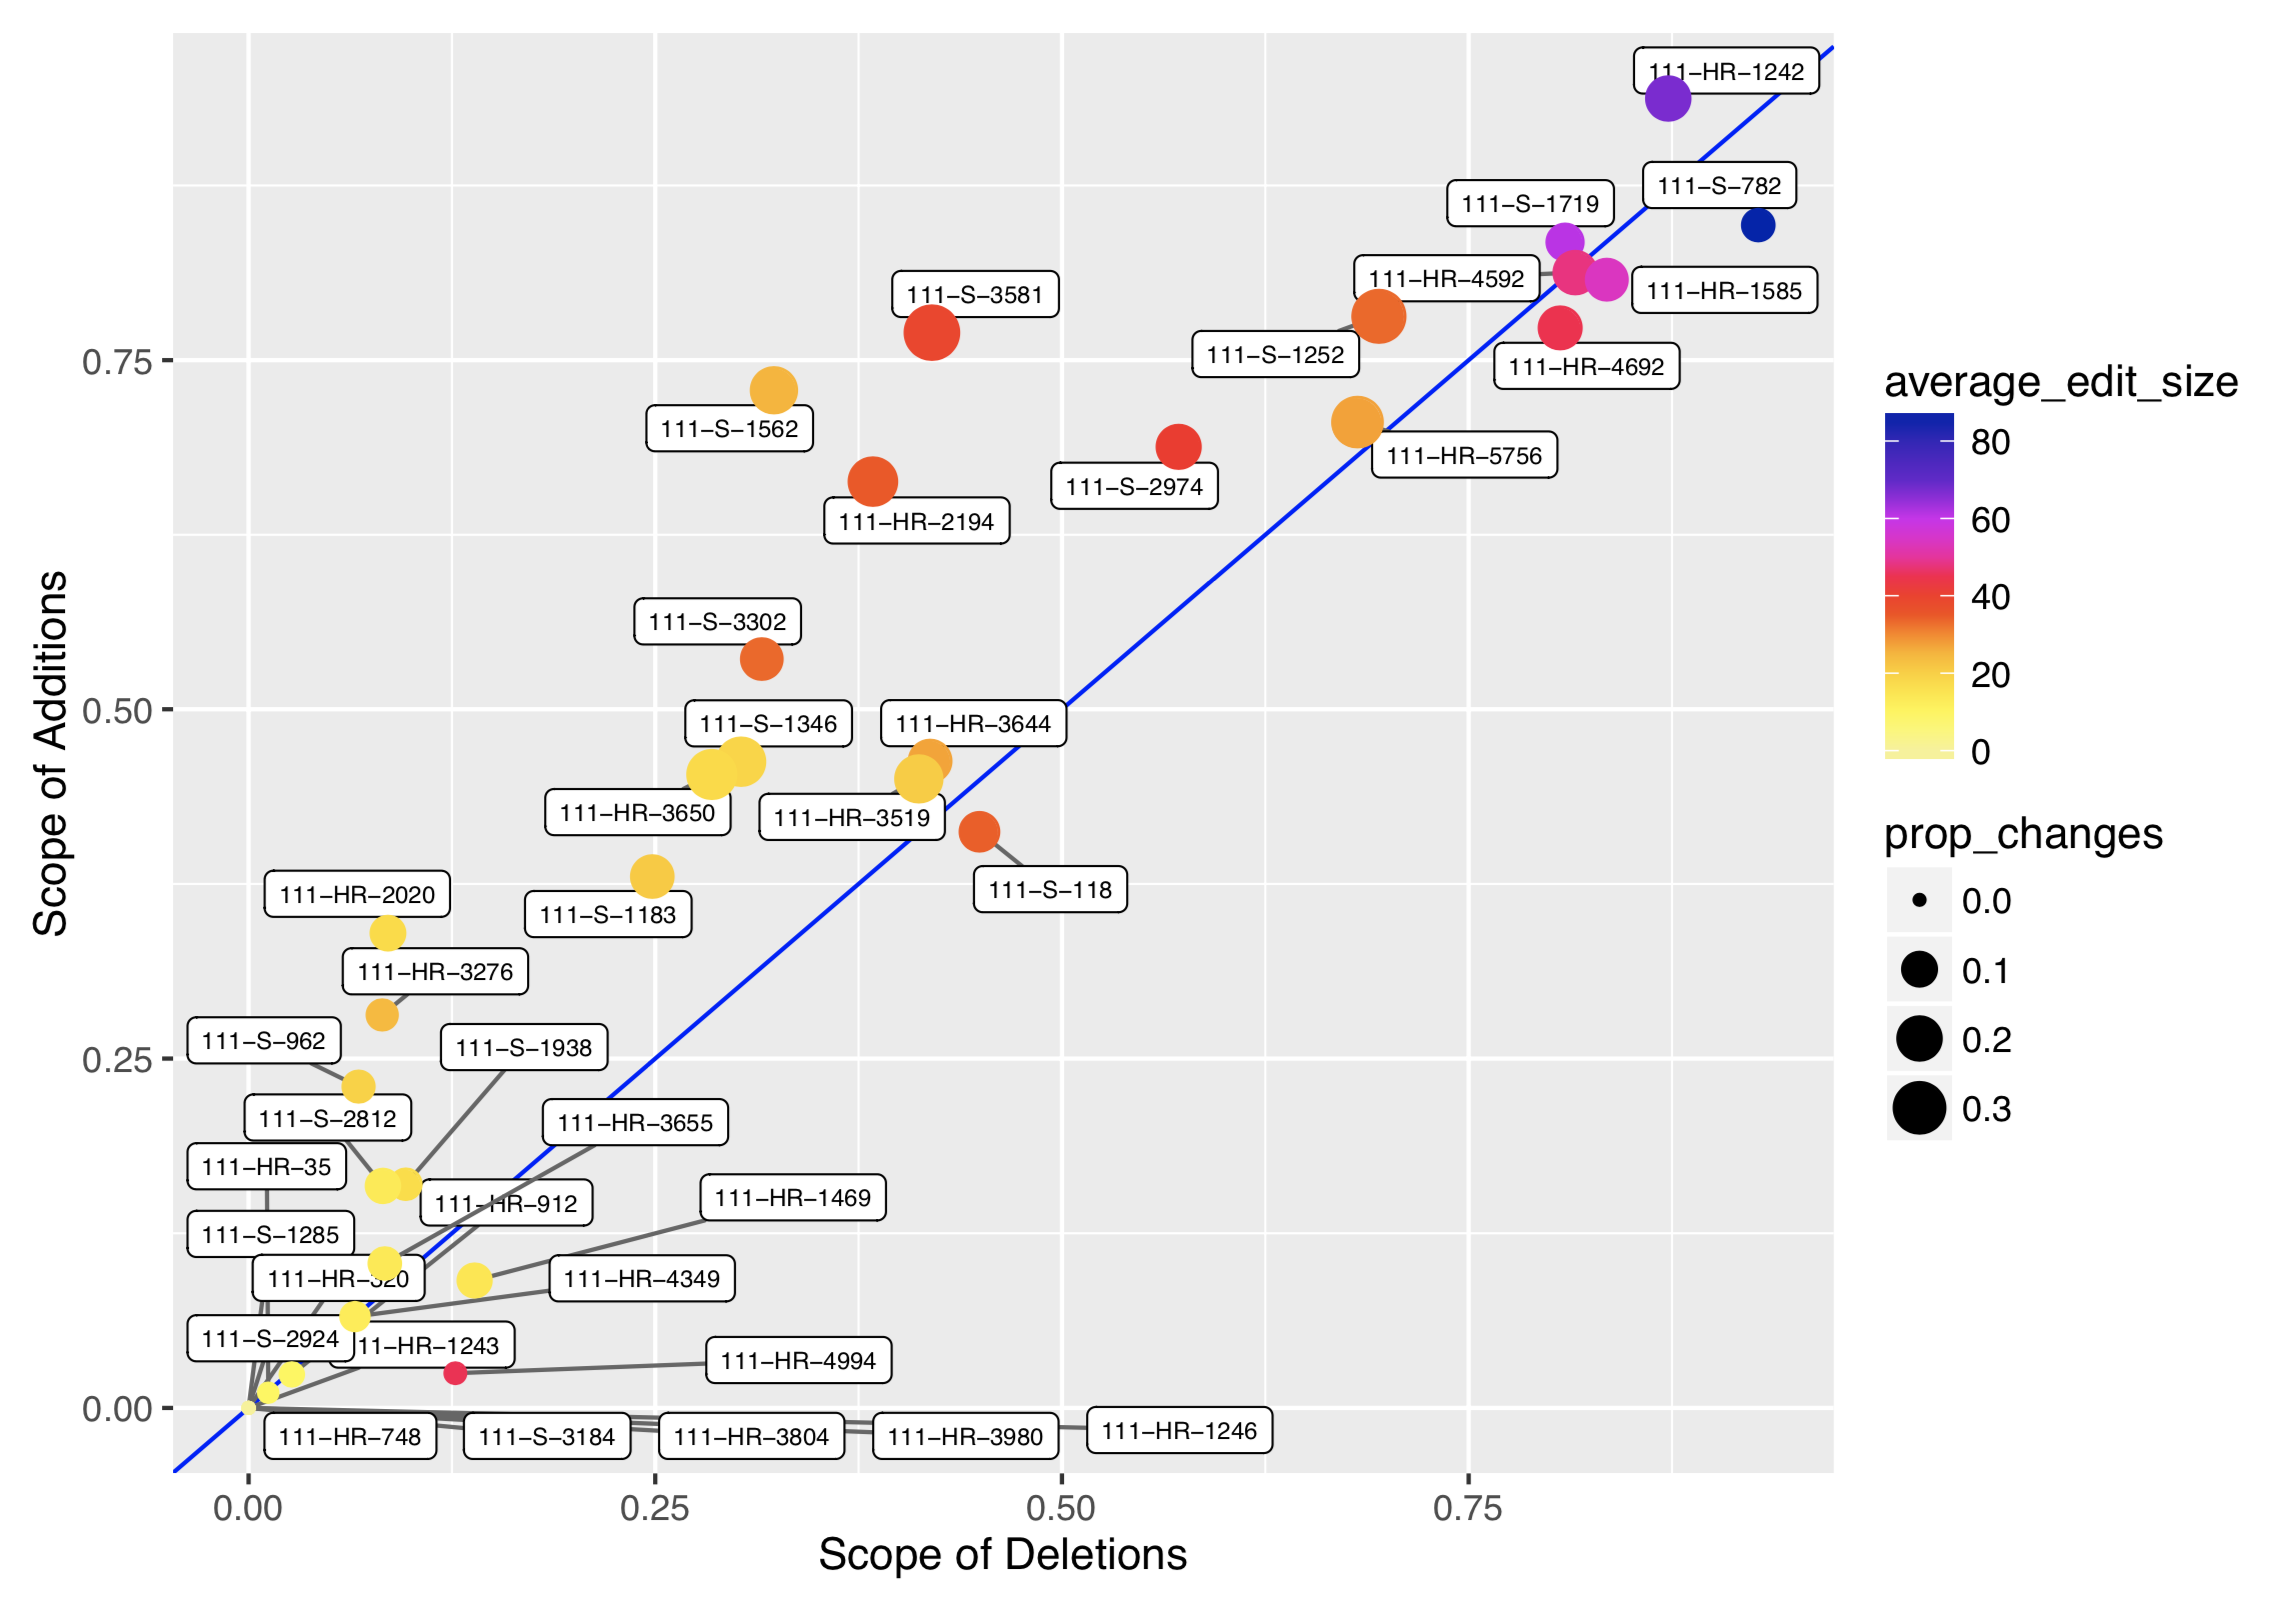 111−HR−1242
111−S−782
111−S−1719
111−HR−4592
111−HR−1585
111−S−3581
111−S−1252
111−HR−4692
111−S−1562
111−HR−5756
111−S−2974
111−HR−2194
111−S−3302
111−S−1346
111−HR−3644
111−HR−3650
111−HR−3519
111−S−118
111−HR−2020
111−S−1183
111−HR−3276
111−S−962
111−S−1938
111−S−2812
111−HR−3655
111−HR−35
111−HR−912
111−HR−1469
111−S−1285
111−HR−320
111−HR−4349
111−S−2924
11−HR−1243
111−HR−4994
111−HR−748
111−S−3184
111−HR−3804
111−HR−3980
111−HR−1246
0.75
0.50
0.25
0.00
0.00
0.25
0.50
0.75
Scope of Deletions
Scope of Additions
average_edit_size
80
60
40
20
0
prop_changes
0.0
0.1
0.2
0.3